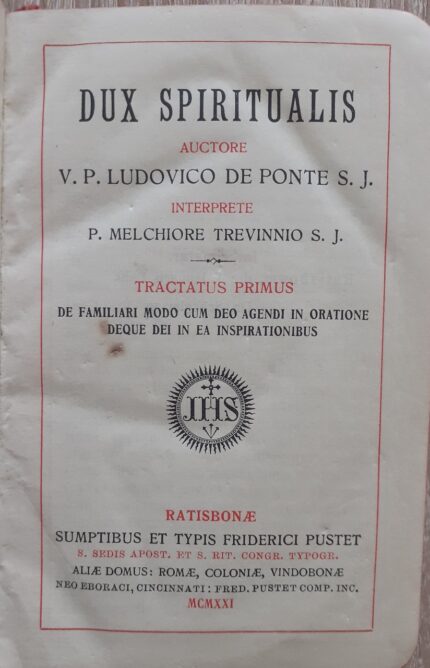 DUX SPIRITUALIS
AUCTORE
V. P. LUDOVICO DE PONTE S. J.
INTERPRETE
P. MELCHIORE TREVINNIO S. J.
TRACTATUS PRIMUS
DE FAMILIARI MODO CUM DEO AGENDI IN ORATIONE
DEQUE DEI IN EA INSPIRATIONIBUS
IHS
RATISBONÆ
SUMPTIBUS ET TYPIS FRIDERICI PUSTET
S. SEDIS APOST. ET S. RIT. CONGR. TYPOGR.
ALIÆ DOMUS: ROMÆ, COLONIÆ, VINDOBONÆ
NEO EBORACI, CINCINNATI: FRED. PUSTET COMP. INC.
MCMXXI